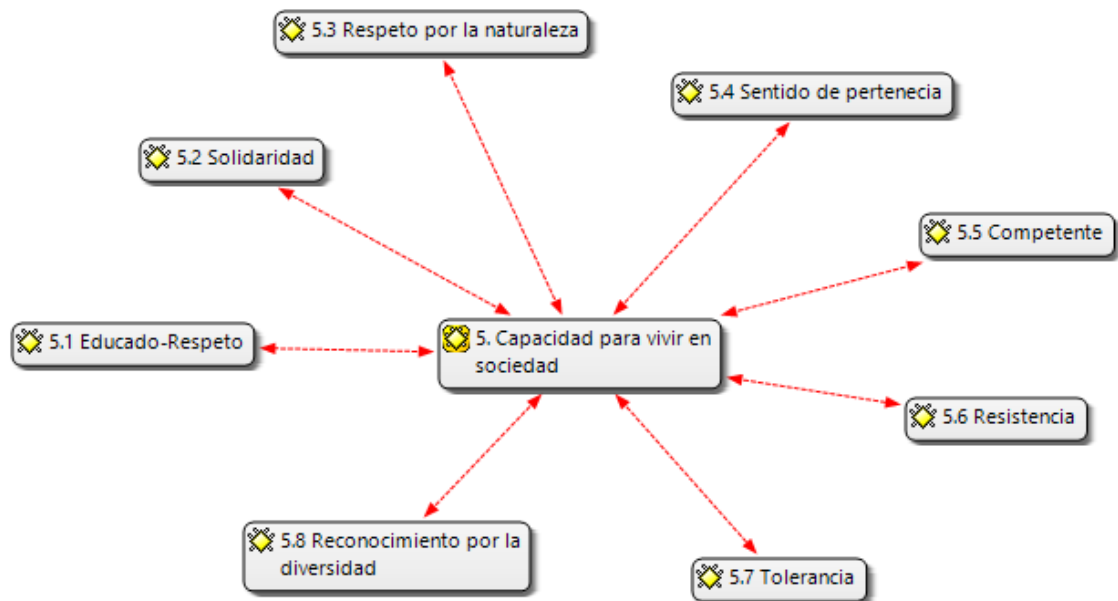 5.3 Respeto por la naturaleza
5.4 Sentido de pertenecia
5.2 Solidaridad
5.5 Competente
5.1 Educado-Respeto
5. Capacidad para vivir en
sociedad
5.6 Resistencia
5.8 Reconocimiento por la
diversidad
5.7 Tolerancia